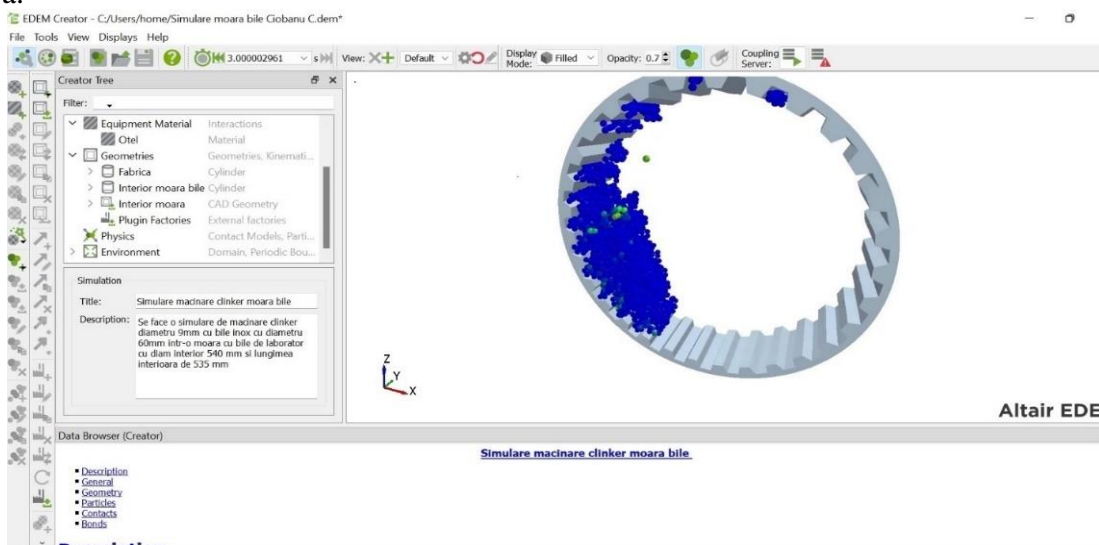 a.
EDEM Creator - C:/Users/home/Simulare moara bile Ciobanu C.dem*
File Tools View Displays Help
3.000002961 s View: Default Display Mode: Filled Opacity: 0.7 Coupling Server:
Creator Tree
Filter:
Equipment Material Interactions
Otel Material
Geometries Geometries, Kinemati...
Fabrica Cylinder
Interior moara bile Cylinder
Interior moara CAD Geometry
Plugin Factories External factories
Physics Contact Models, Parti...
Environment Domain, Periodic Bou...
Simulation
Title: Simulare macinare clinker moara bile
Description: Se face o simulare de macinare clinker
diametru 9mm cu bile inox cu diametru
60mm intr-o moara cu bile de laborator
cu diam interior 540 mm si lungimea
interioara de 535 mm
Z
Y
X
Altair EDE
Data Browser (Creator)
Simulare macinare clinker moara bile
Description
General
Geometry
Particles
Contacts
Bonds